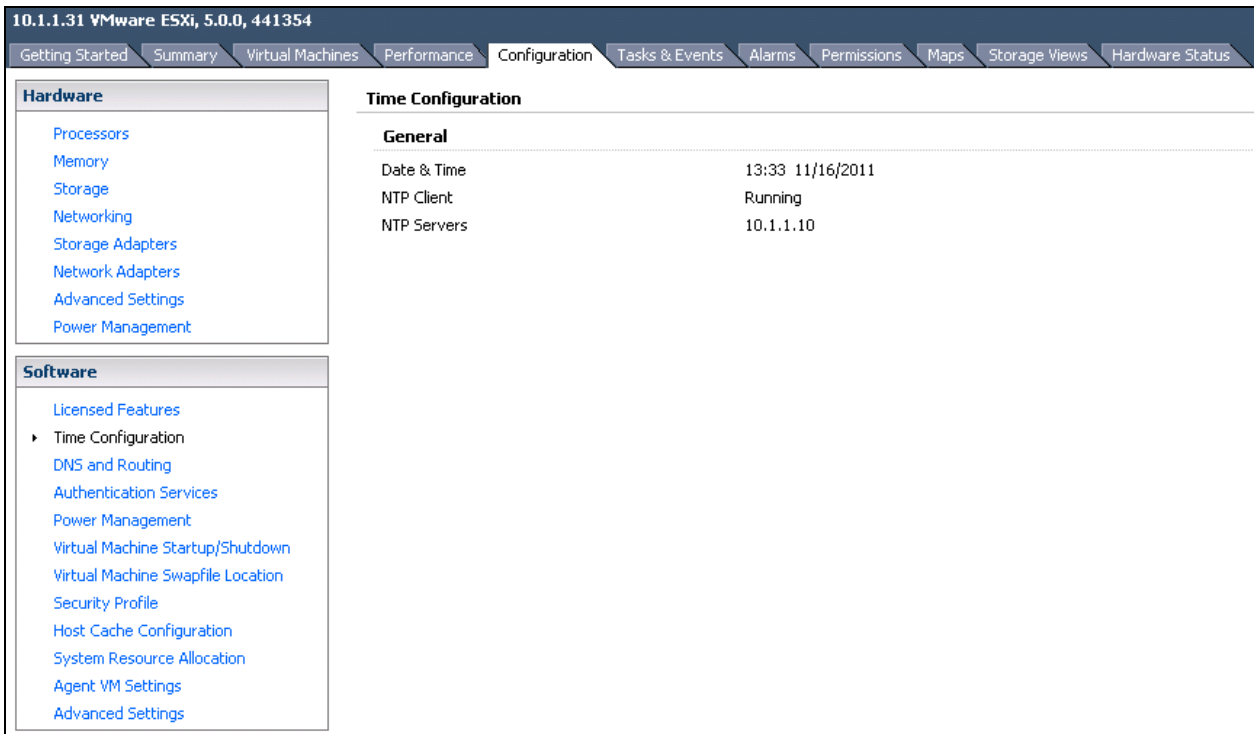 10.1.1.31 VMware ESXi, 5.0.0, 441354
Getting Started Summary Virtual Machines Performance Configuration Tasks & Events Alarms Permissions Maps Storage Views Hardware Status
Hardware
Processors
Memory
Storage
Networking
Storage Adapters
Network Adapters
Advanced Settings
Power Management
Software
Licensed Features
Time Configuration
DNS and Routing
Authentication Services
Power Management
Virtual Machine Startup/Shutdown
Virtual Machine Swapfile Location
Security Profile
Host Cache Configuration
System Resource Allocation
Agent VM Settings
Advanced Settings
Time Configuration
General
Date & Time 13:33 11/16/2011
NTP Client Running
NTP Servers 10.1.1.10